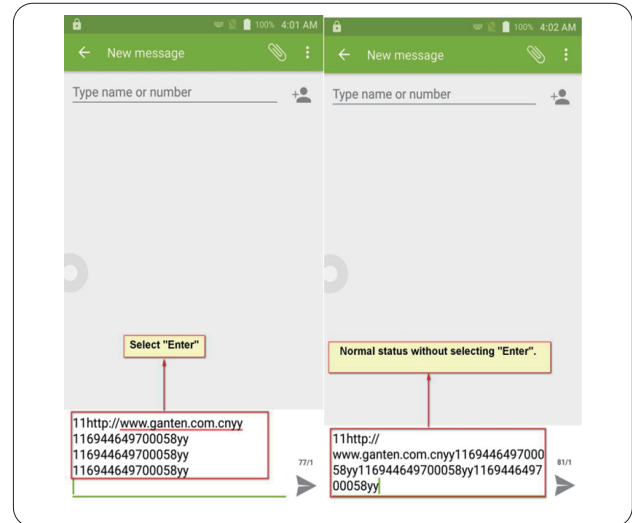 100% 4:01 AM
New message
Type name or number
Select "Enter"
11http://www.ganten.com.cnyy
116944649700058yy
116944649700058yy
116944649700058yy
77/1
100% 4:02 AM
New message
Type name or number
Normal status without selecting "Enter".
11http://
www.ganten.com.cnyy1169446497000
58yy116944649700058yy1169446497
00058yy
81/1